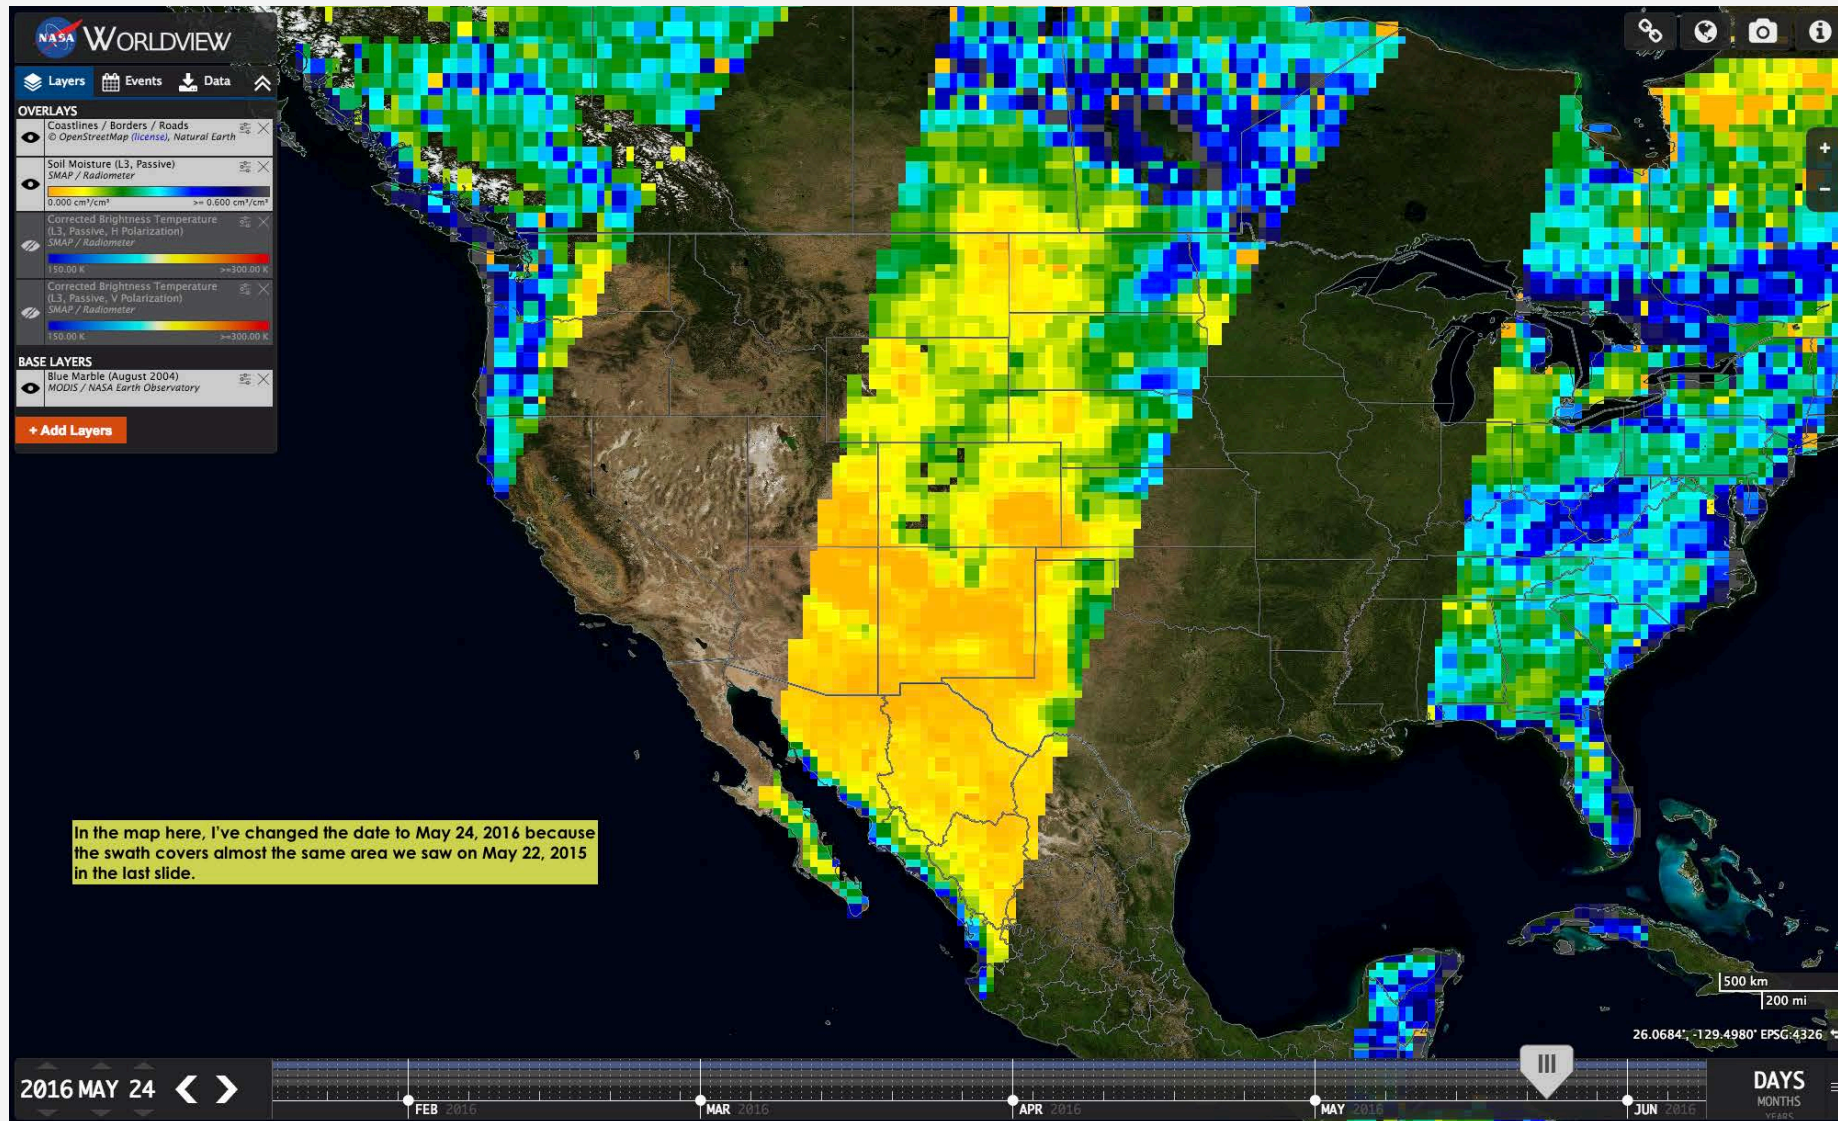 NASA WORLDVIEW
Layers Events Data
OVERLAYS
Coastlines / Borders / Roads
© OpenStreetMap (license), Natural Earth
Soil Moisture (L3, Passive)
SMAP / Radiometer
0.000 cm³/cm³ >= 0.600 cm³/cm³
Corrected Brightness Temperature
(L3, Passive, H Polarization)
SMAP / Radiometer
150.00 K >=300.00 K
Corrected Brightness Temperature
(L3, Passive, V Polarization)
SMAP / Radiometer
150.00 K >=300.00 K
BASE LAYERS
Blue Marble (August 2004)
MODIS / NASA Earth Observatory
+ Add Layers
In the map here, I've changed the date to May 24, 2016 because
the swath covers almost the same area we saw on May 22, 2015
in the last slide.
500 km
200 mi
26.0684°, -129.4980° EPSG:4326
2016 MAY 24
FEB 2016 MAR 2016 APR 2016 MAY 2016 JUN 2016
DAYS
MONTHS
YEARS